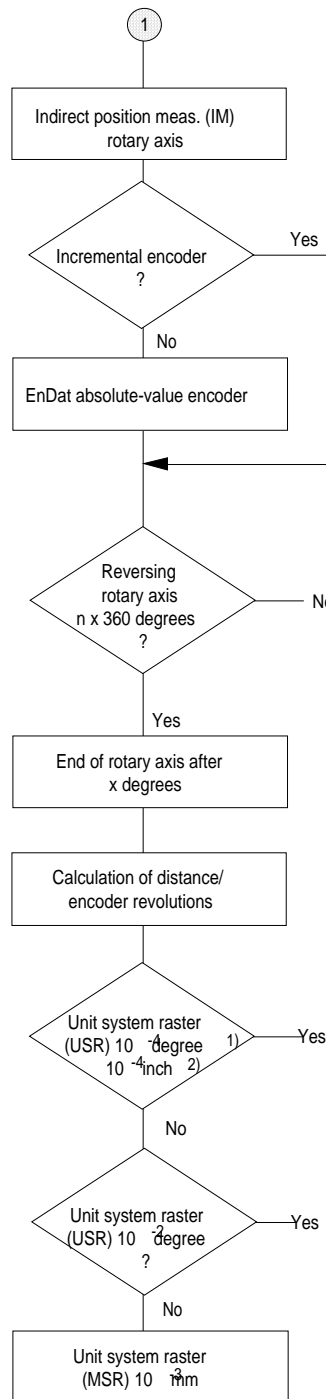 1
Indirect position meas. (IM)
rotary axis
Incremental encoder
?
Yes
No
EnDat absolute-value encoder
Reversing
rotary axis
n x 360 degrees
?
Yes
End of rotary axis after
x degrees
Calculation of distance/
encoder revolutions
Unit system raster
(USR) 10 -4 degree 1)
10 -4 inch 2)
Yes
No
Unit system raster
(USR) 10 -2 degree
?
Yes
No
Unit system raster
(MSR) 10 -3 mm